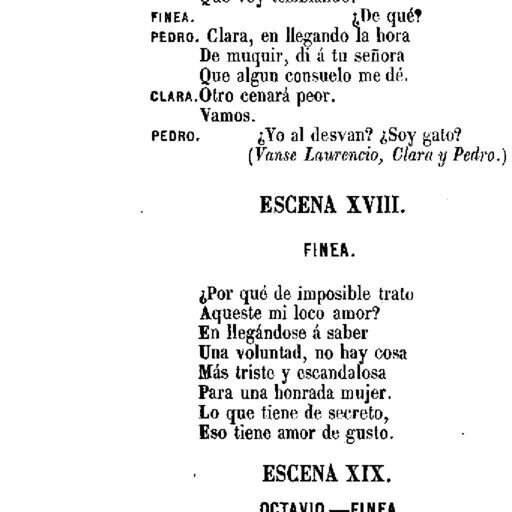 Que voy temblando.
FINEA. ¿De qué?
PEDRO. Clara, en llegando la hora
De muquir, di á tu señora
Que algun consuelo me dé.
CLARA. Otro cenará peor.
Vamos.
PEDRO. ¿Yo al desvan? ¿Soy gato?
(Vanse Laurencio, Clara y Pedro.)
ESCENA XVIII.
FINEA.
¿Por qué de imposible trato
Aqueste mi loco amor?
En llegándose á saber
Una voluntad, no hay cosa
Más triste y escandalosa
Para una honrada mujer.
Lo que tiene de secreto,
Eso tiene amor de gusto.
ESCENA XIX.
OCTAVIO.—FINEA